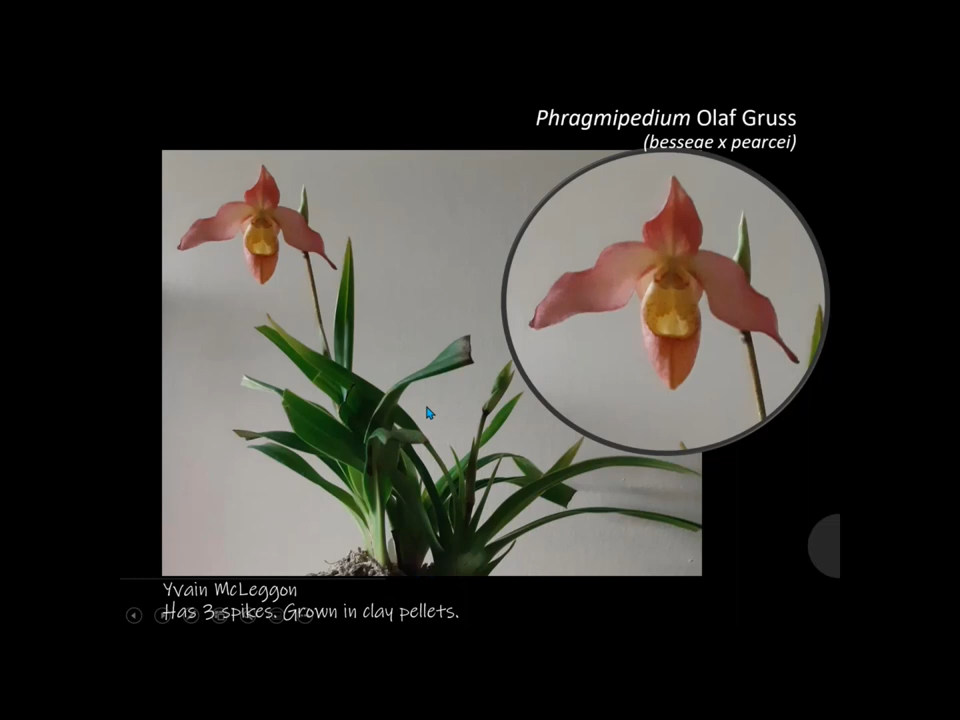 Phragmipedium Olaf Gruss
(besseae x pearcei)
Yvain McLeggon
Has 3 spikes. Grown in clay pellets.